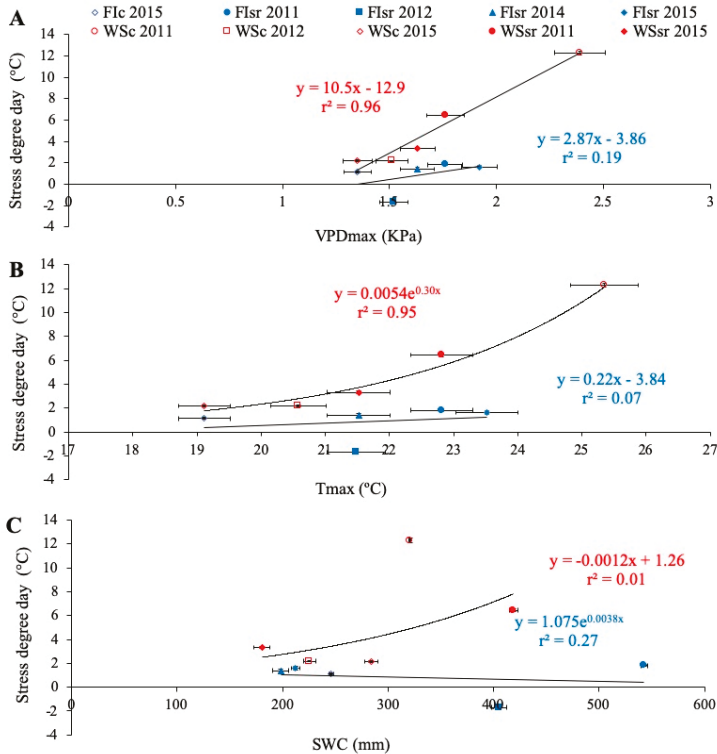 A
FIc 2015 FIsr 2011 FIsr 2012 FIsr 2014 FIsr 2015
WSc 2011 WSc 2012 WSc 2015 WSsr 2011 WSsr 2015
Stress degree day (°C)
14
12
10
8
6
4
2
0
-2
-4
y = 10.5x - 12.9
r² = 0.96
y = 2.87x - 3.86
r² = 0.19
0 0.5 1 1.5 2 2.5 3
VPDmax (KPa)
B
Stress degree day (°C)
14
12
10
8
6
4
2
0
-2
-4
y = 0.0054e^0.30x
r² = 0.95
y = 0.22x - 3.84
r² = 0.07
17 18 19 20 21 22 23 24 25 26 27
Tmax (ºC)
C
Stress degree day (°C)
14
12
10
8
6
4
2
0
-2
-4
y = -0.0012x + 1.26
r² = 0.01
y = 1.075e^0.0038x
r² = 0.27
0 100 200 300 400 500 600
SWC (mm)